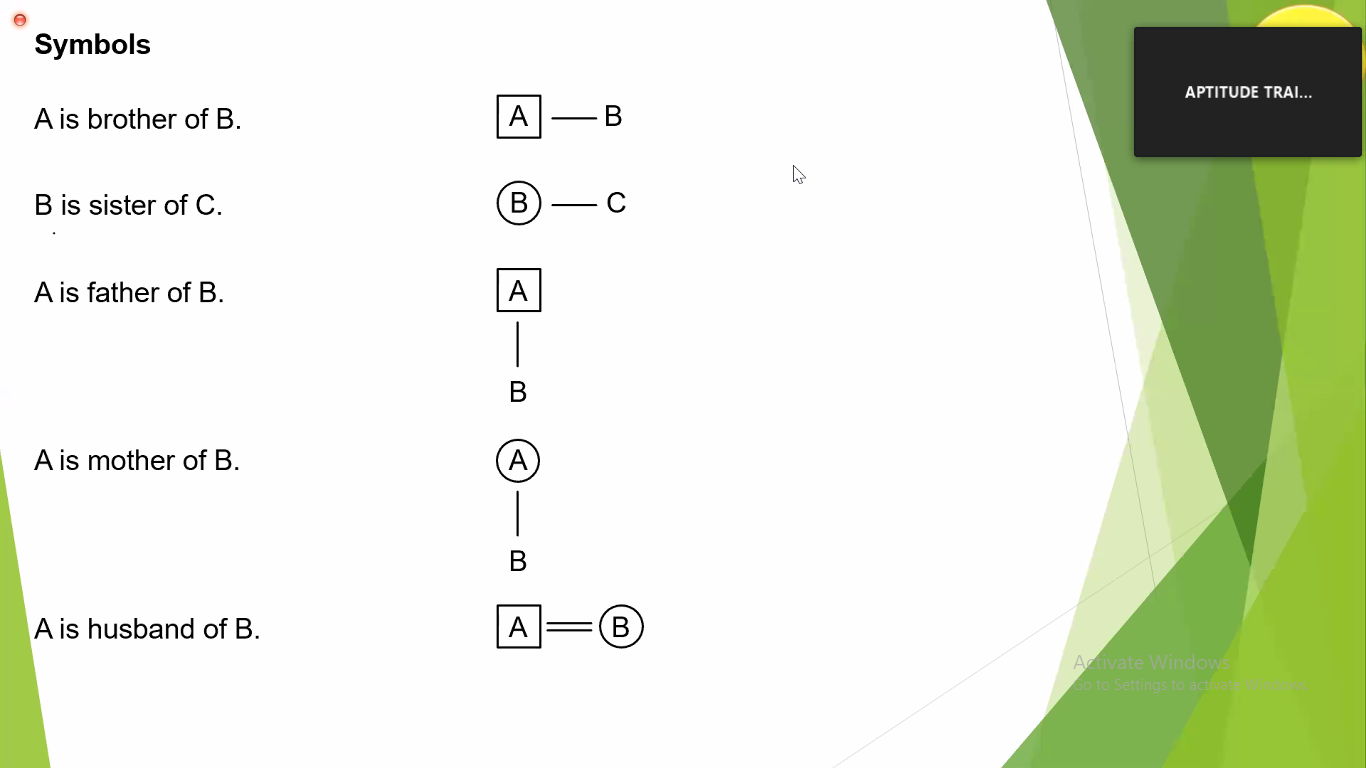 Symbols
APTITUDE TRAI...
A is brother of B.
A B
B is sister of C.
B C
A is father of B.
A
B
A is mother of B.
A
B
A is husband of B.
A B
Activate Windows
Go to Settings to activate Windows.